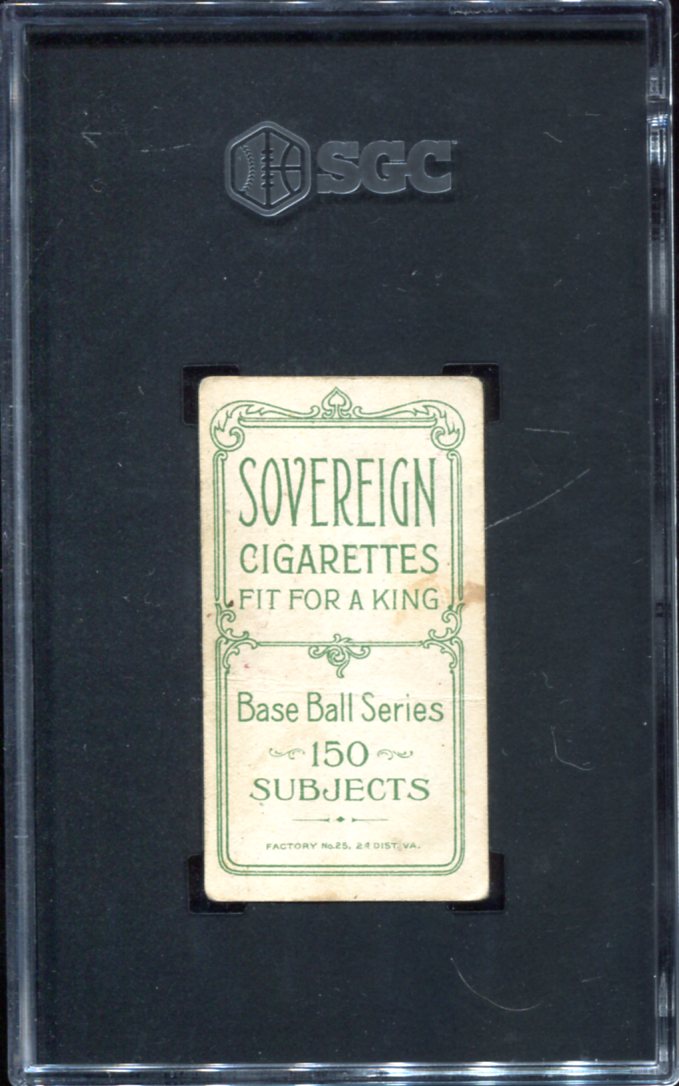 SGC
SOVEREIGN
CIGARETTES
FIT FOR A KING
Base Ball Series
150
SUBJECTS
FACTORY No.25, 2d DIST. VA.